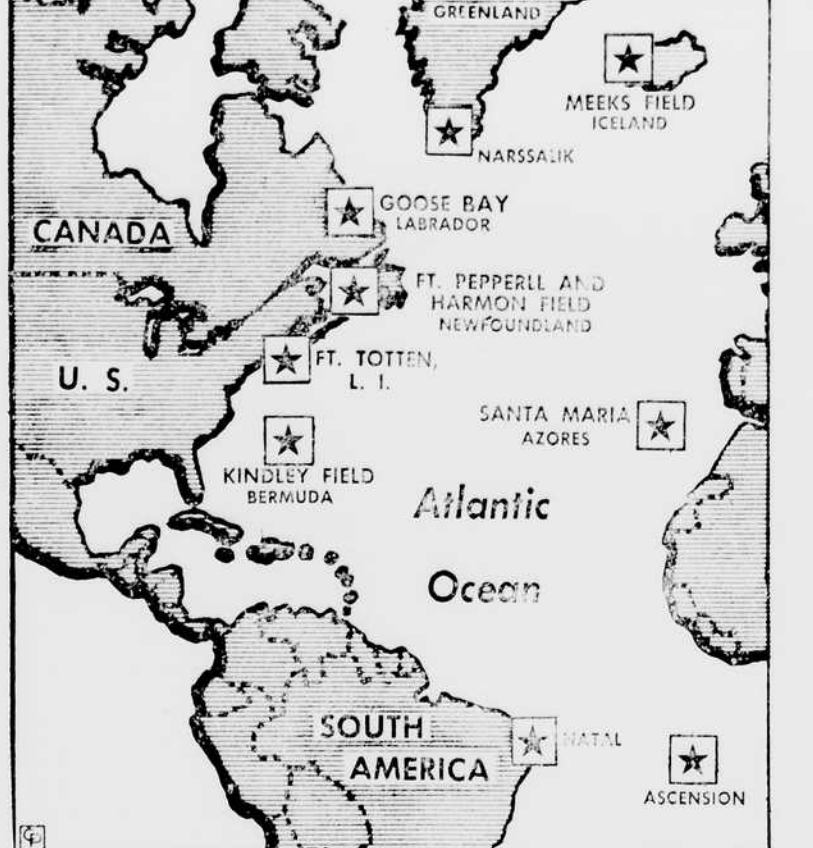 GREENLAND
MEEKS FIELD
ICELAND
NARSSALIK
GOOSE BAY
LABRADOR
CANADA
FT. PEPPERLL AND
HARMON FIELD
NEWFOUNDLAND
FT. TOTTEN,
L. I.
U. S.
SANTA MARIA
AZORES
KINDLEY FIELD
BERMUDA
Atlantic
Ocean
SOUTH
AMERICA
NATAL
ASCENSION